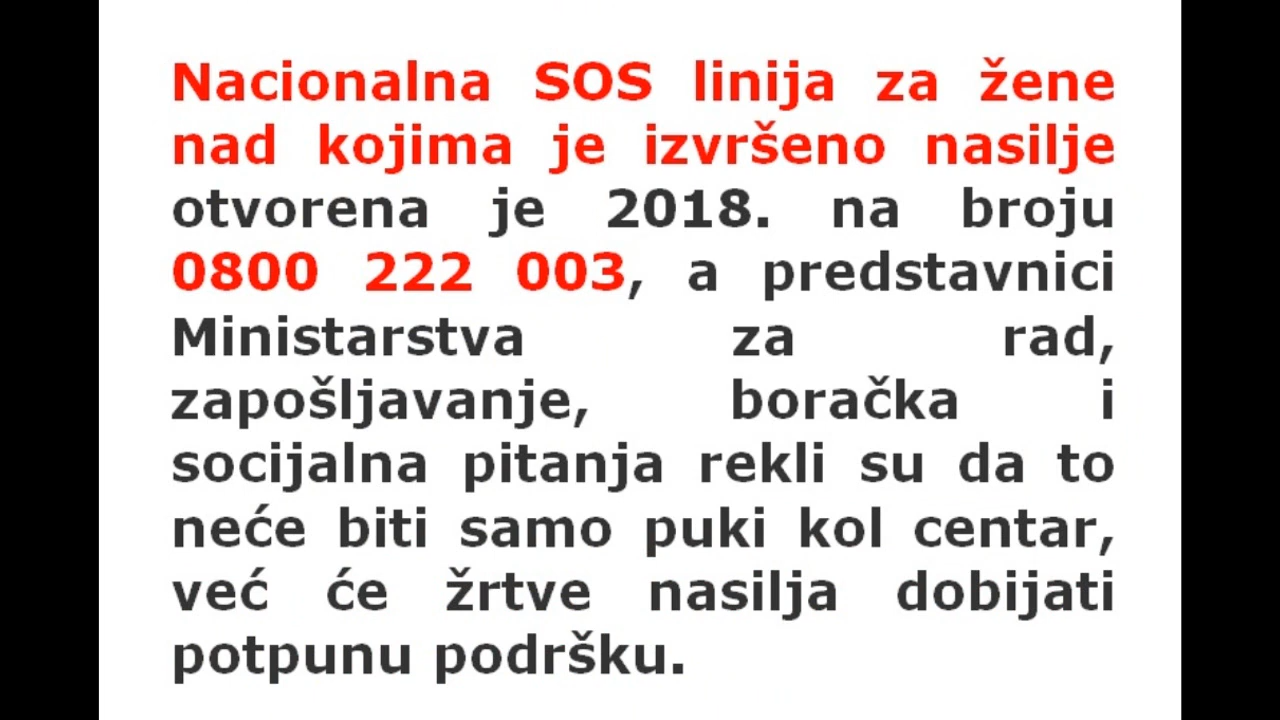 Nacionalna SOS linija za žene
nad kojima je izvršeno nasilje
otvorena je 2018. na broju
0800 222 003, a predstavnici
Ministarstva za rad,
zapošljavanje, boračka i
socijalna pitanja rekli su da to
neće biti samo puki kol centar,
već će žrtve nasilja dobijati
potpunu podršku.